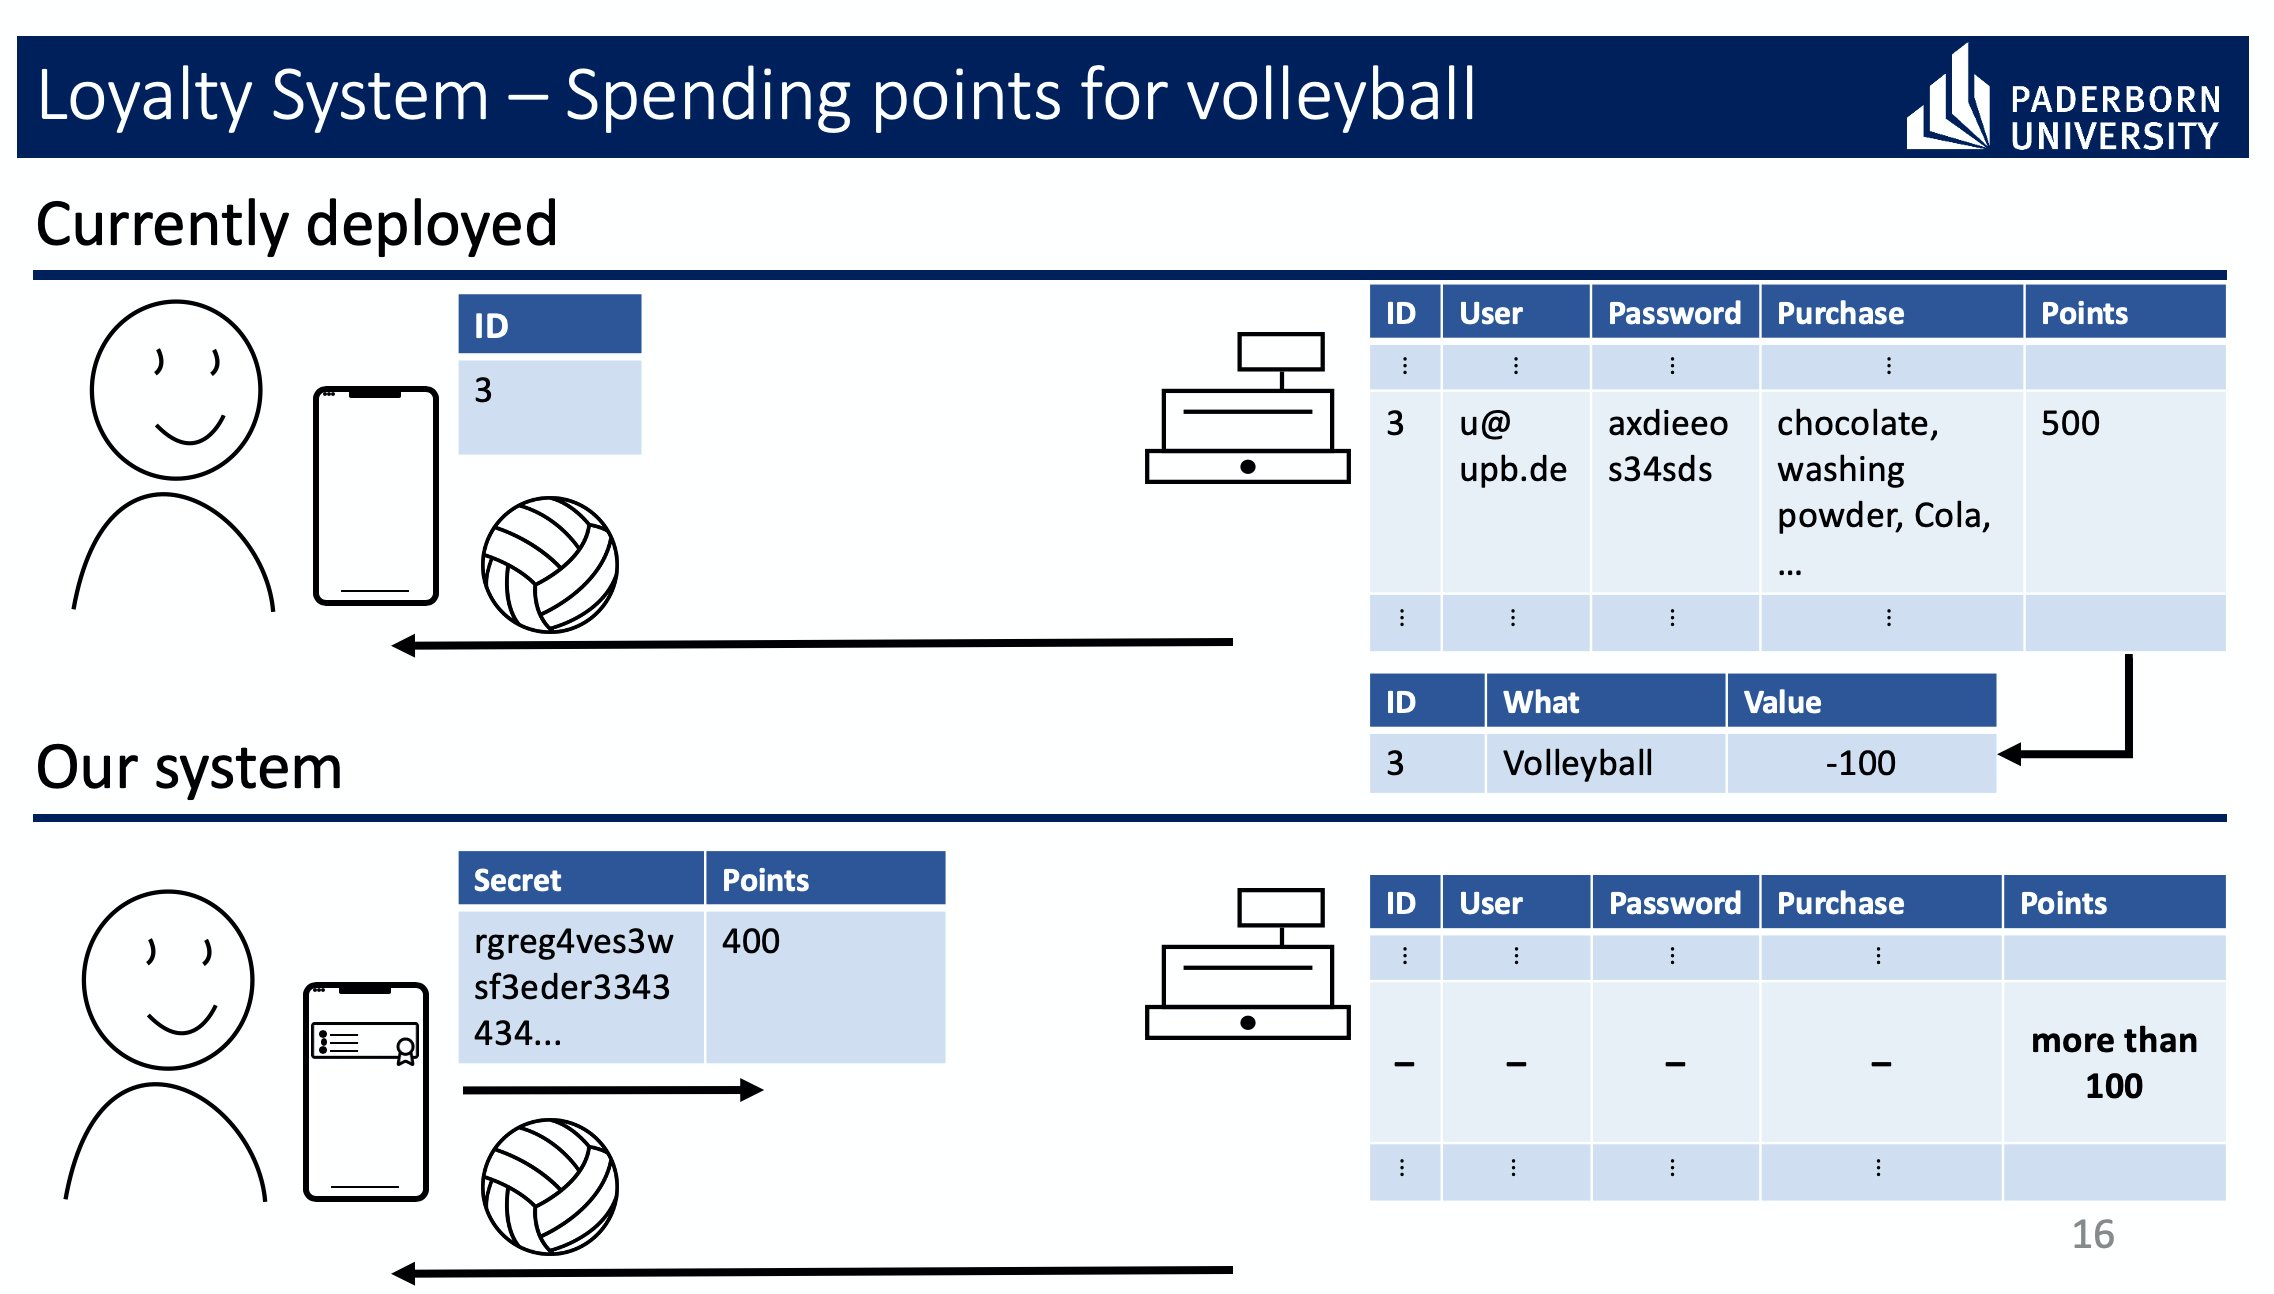 Loyalty System – Spending points for volleyball
PADERBORN
UNIVERSITY
Currently deployed
ID
3
ID User Password Purchase Points
⋮ ⋮ ⋮ ⋮
3 u@ axdieeo chocolate, 500
upb.de s34sds washing
powder, Cola,
...
⋮ ⋮ ⋮ ⋮
ID What Value
3 Volleyball -100
Our system
Secret Points
rgreg4ves3w 400
sf3eder3343
434...
ID User Password Purchase Points
⋮ ⋮ ⋮ ⋮
– – – – more than
100
⋮ ⋮ ⋮ ⋮
16